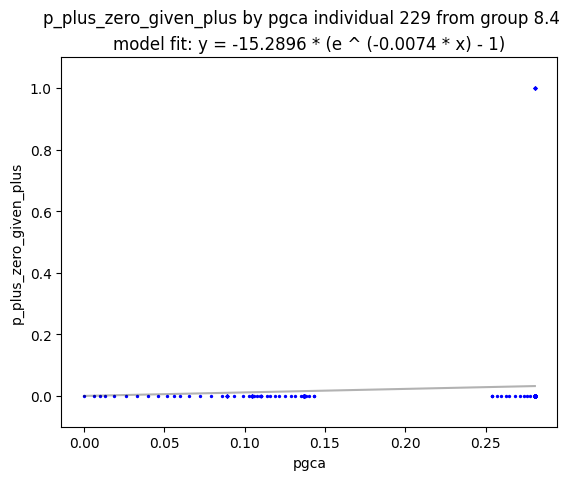 p_plus_zero_given_plus by pgca individual 229 from group 8.4
model fit: y = -15.2896 * (e ^ (-0.0074 * x) - 1)
1.0
0.8
0.6
0.4
0.2
0.0
p_plus_zero_given_plus
0.00 0.05 0.10 0.15 0.20 0.25
pgca